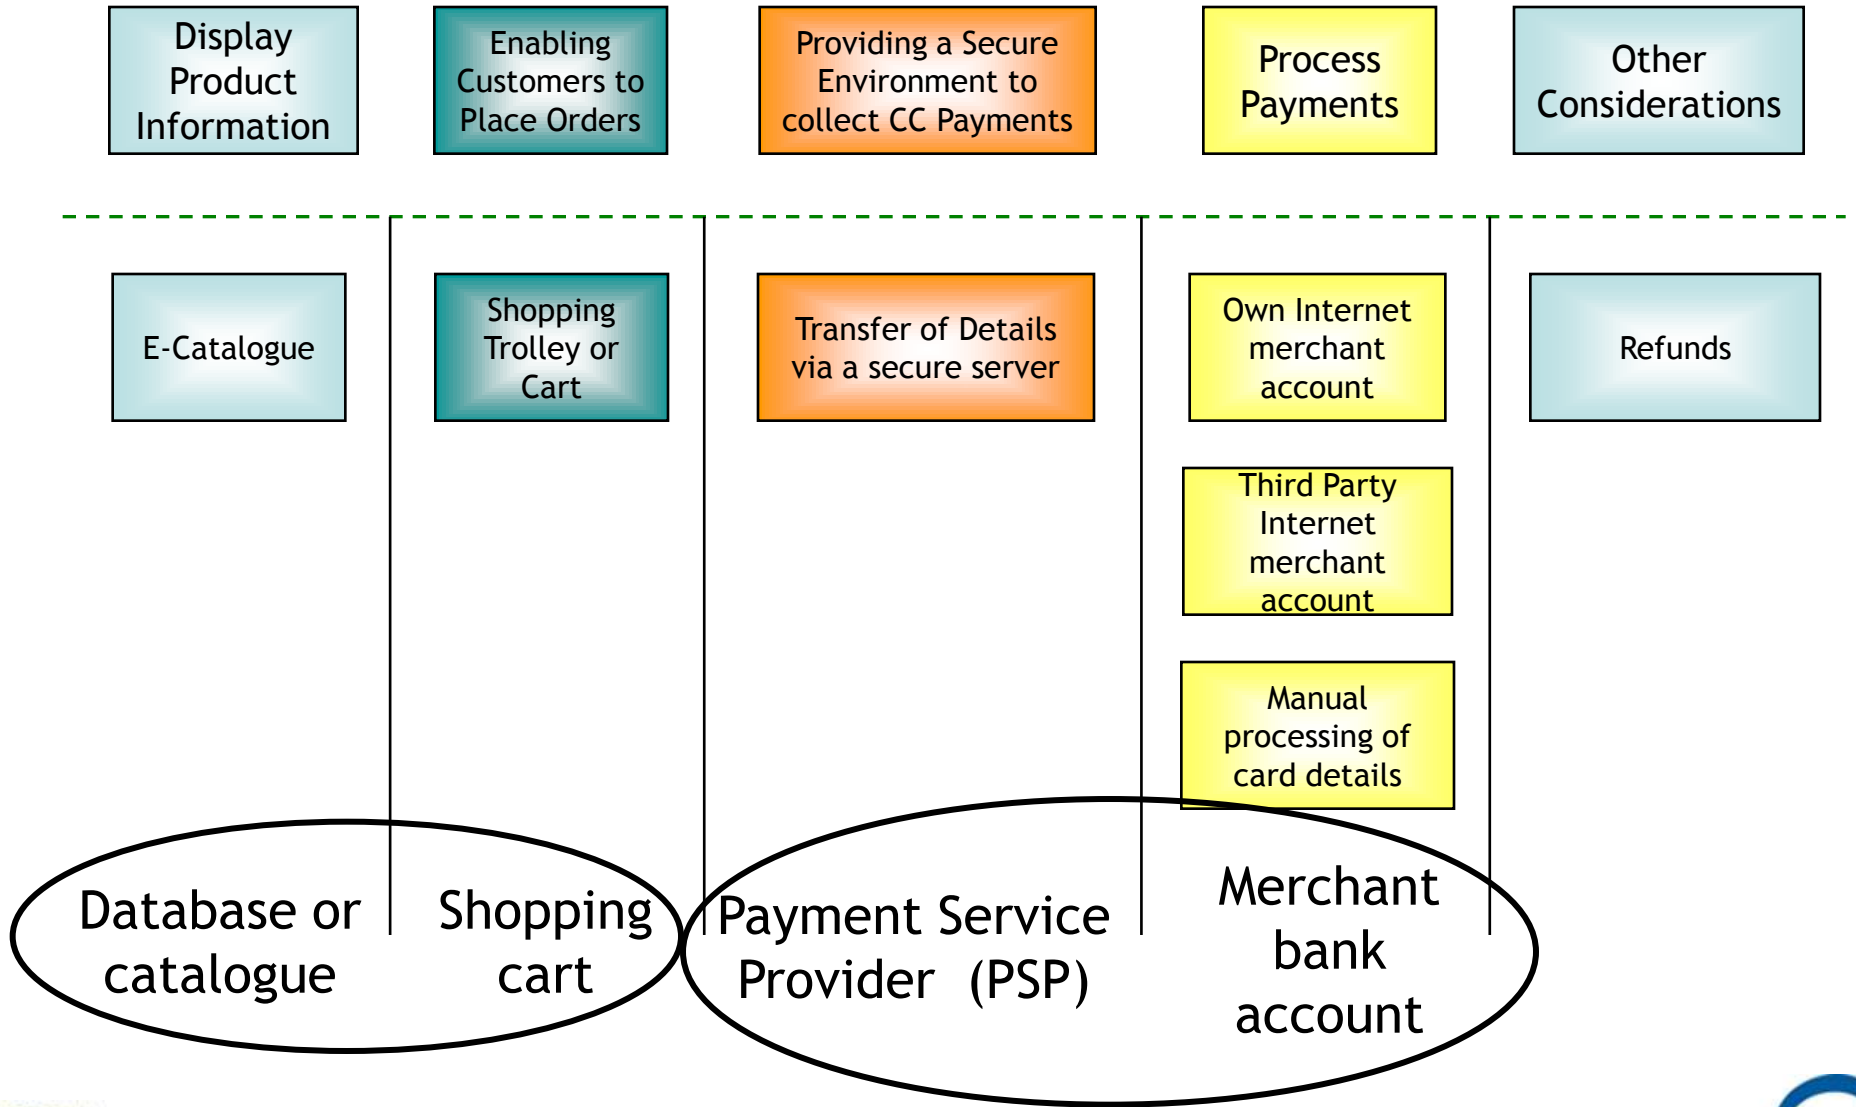 Display
Product
Information
Enabling
Customers to
Place Orders
Providing a Secure
Environment to
collect CC Payments
Process
Payments
Other
Considerations
E-Catalogue
Shopping
Trolley or
Cart
Transfer of Details
via a secure server
Own Internet
merchant
account
Refunds
Third Party
Internet
merchant
account
Manual
processing of
card details
Database or
catalogue
Shopping
cart
Payment Service
Provider (PSP)
Merchant
bank
account